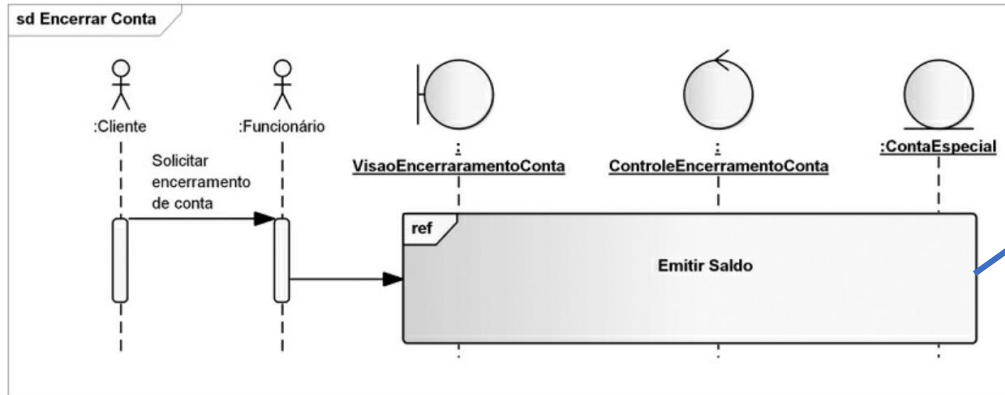 sd Encerrar Conta
:Cliente
:Funcionário
:
VisaoEncerraramentoConta
:
ControleEncerramentoConta
:ContaEspecial
Solicitar
encerramento
de conta
ref
Emitir Saldo